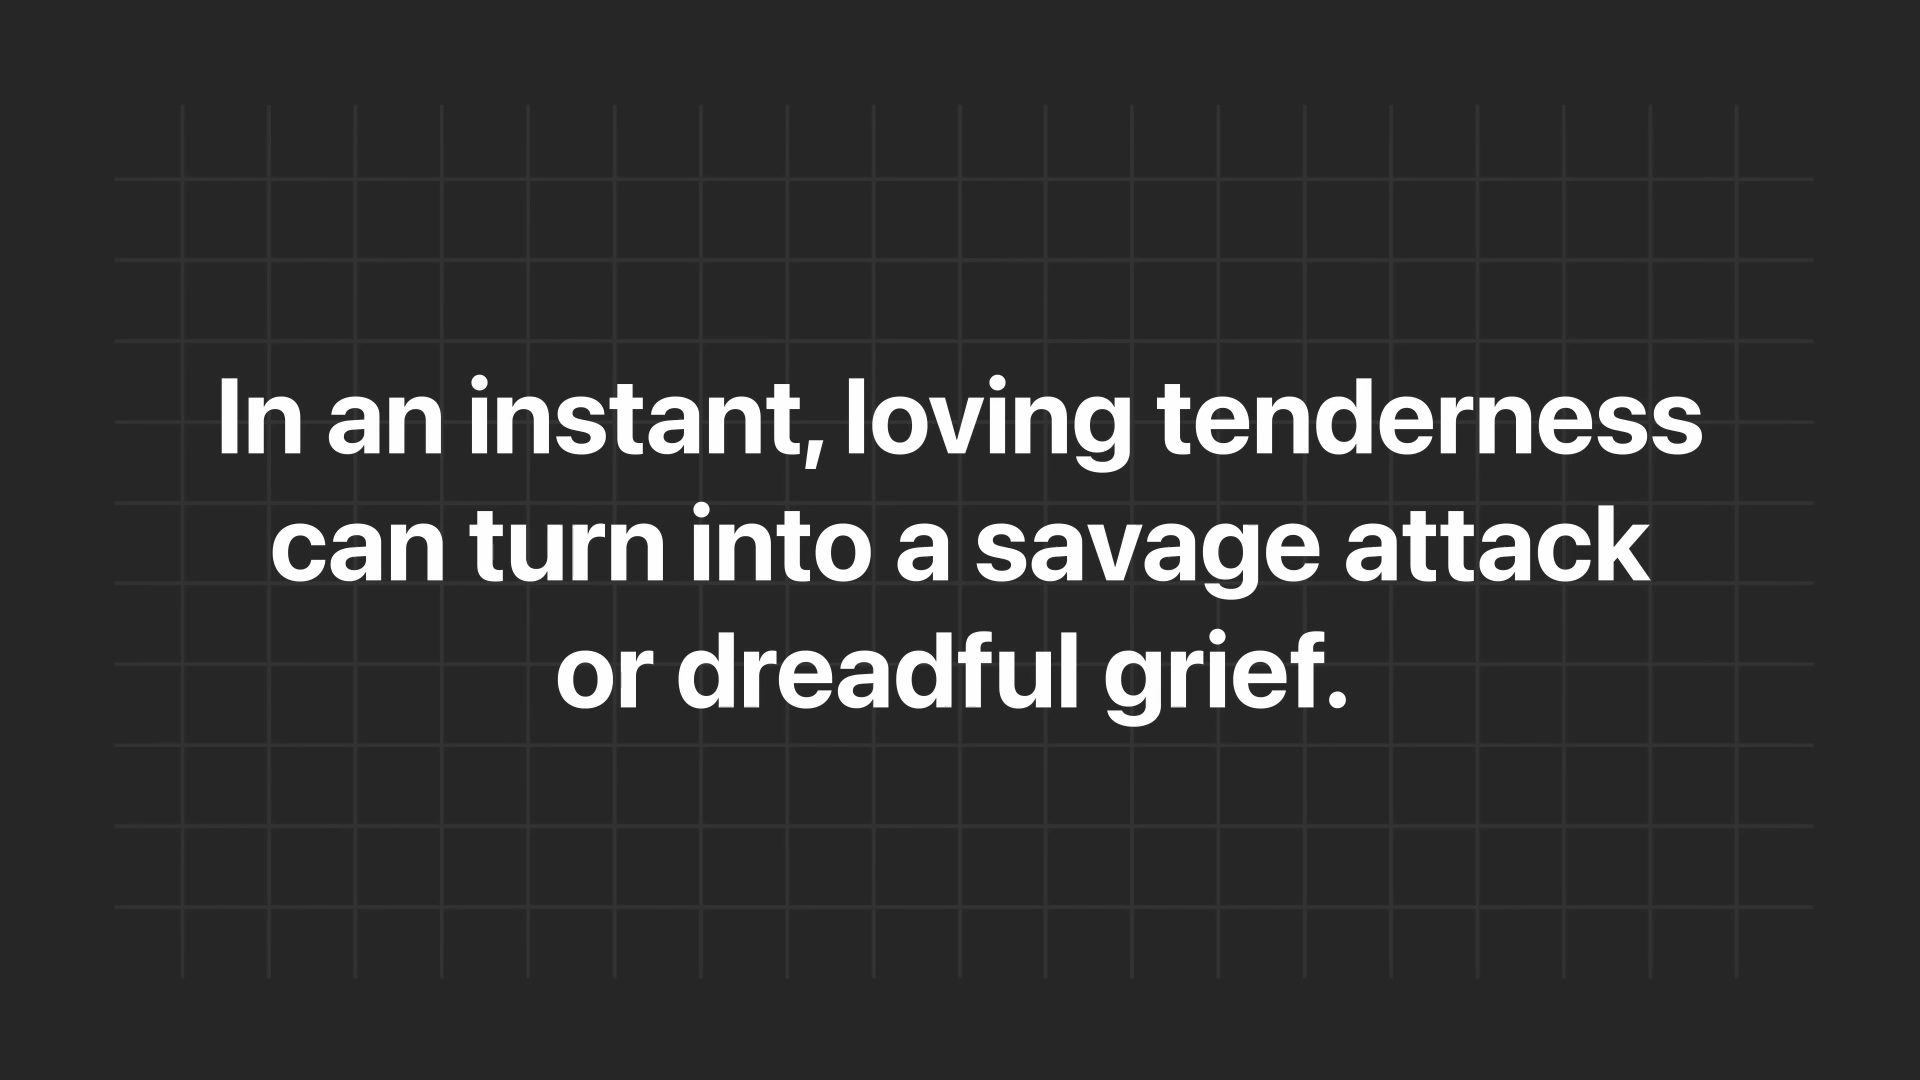 In an instant, loving tenderness
can turn into a savage attack
or dreadful grief.